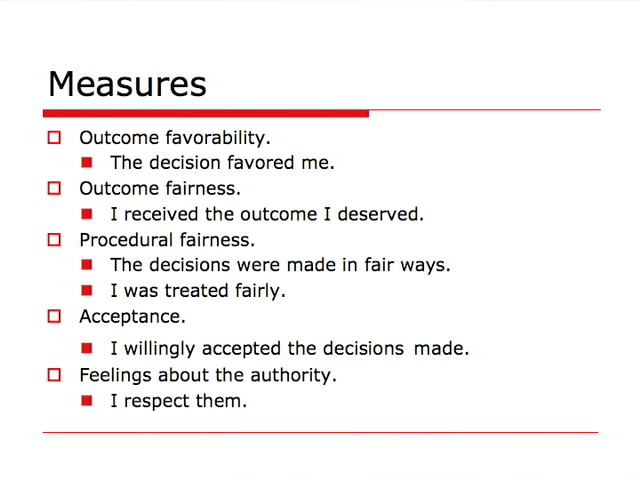 Measures
Outcome favorability.
The decision favored me.
Outcome fairness.
I received the outcome I deserved.
Procedural fairness.
The decisions were made in fair ways.
I was treated fairly.
Acceptance.
I willingly accepted the decisions made.
Feelings about the authority.
I respect them.